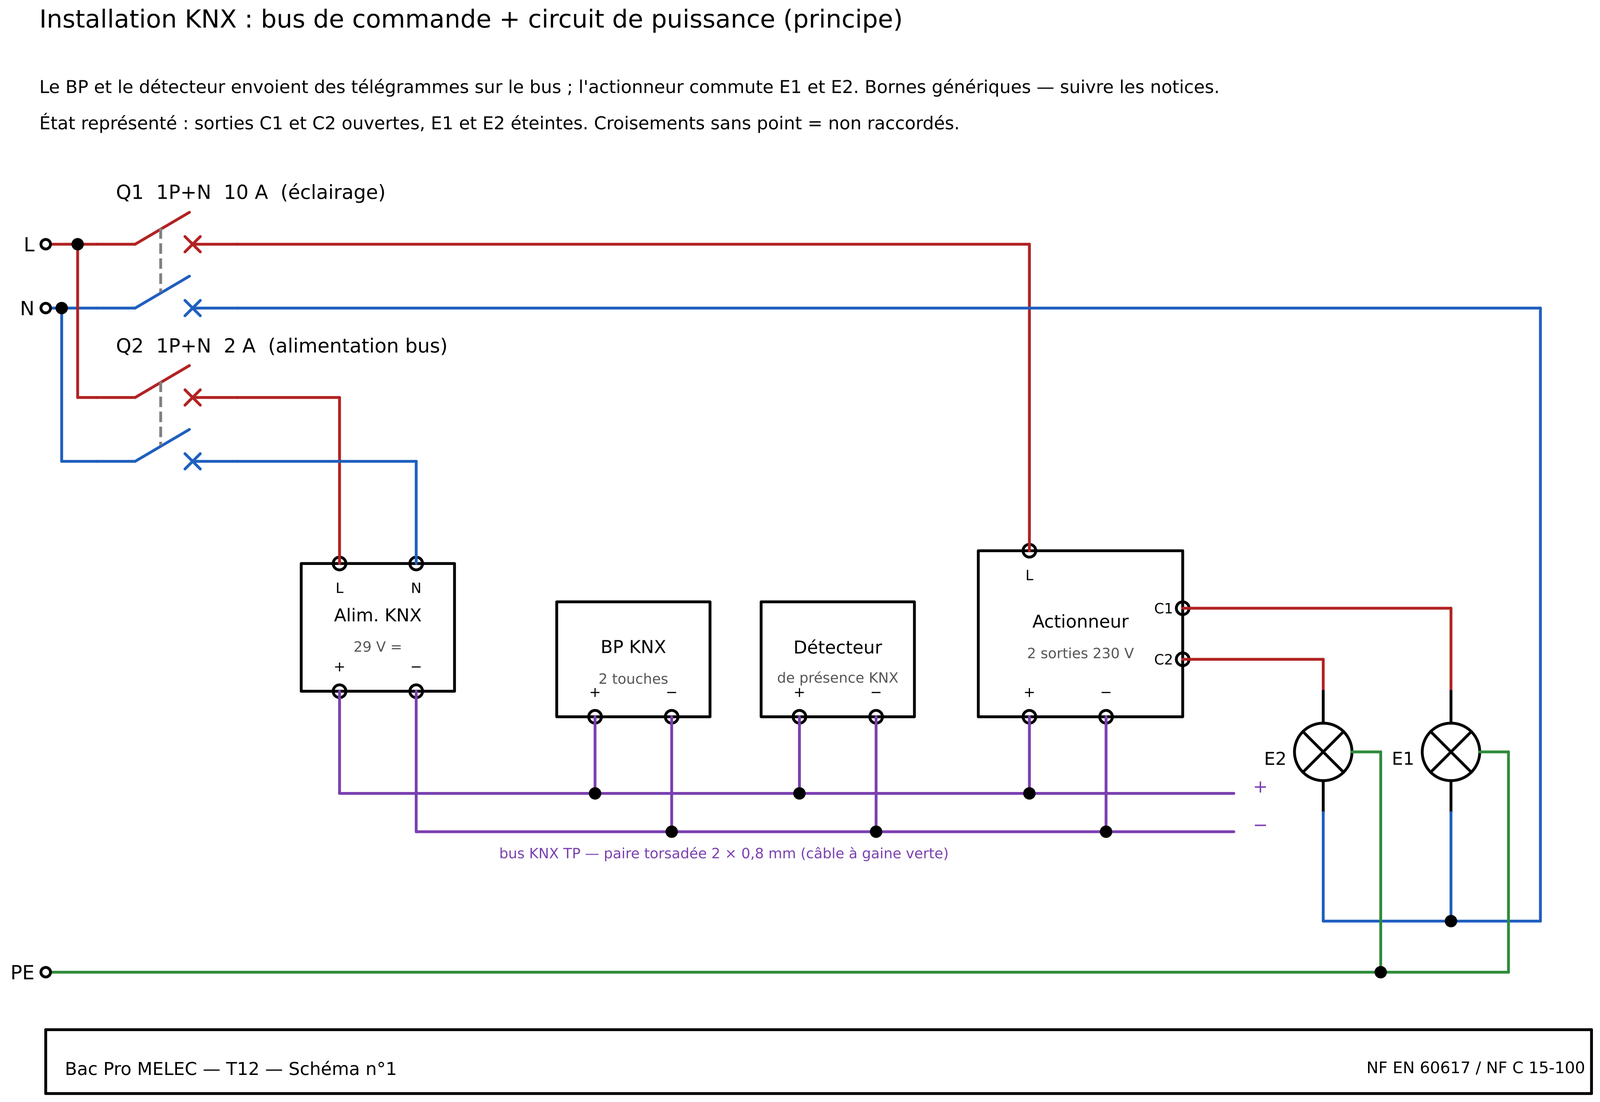 Installation KNX : bus de commande + circuit de puissance (principe)
Le BP et le détecteur envoient des télégrammes sur le bus ; l'actionneur commute E1 et E2. Bornes génériques — suivre les notices.
État représenté : sorties C1 et C2 ouvertes, E1 et E2 éteintes. Croisements sans point = non raccordés.
Q1 1P+N 10 A (éclairage)
L
N
Q2 1P+N 2 A (alimentation bus)
L N
Alim. KNX
29 V =
+ −
BP KNX
2 touches
+ −
Détecteur
de présence KNX
+ −
L
C1
Actionneur
2 sorties 230 V
C2
+ −
E2
E1
+
−
bus KNX TP — paire torsadée 2 × 0,8 mm (câble à gaine verte)
PE
Bac Pro MELEC — T12 — Schéma n°1
NF EN 60617 / NF C 15-100